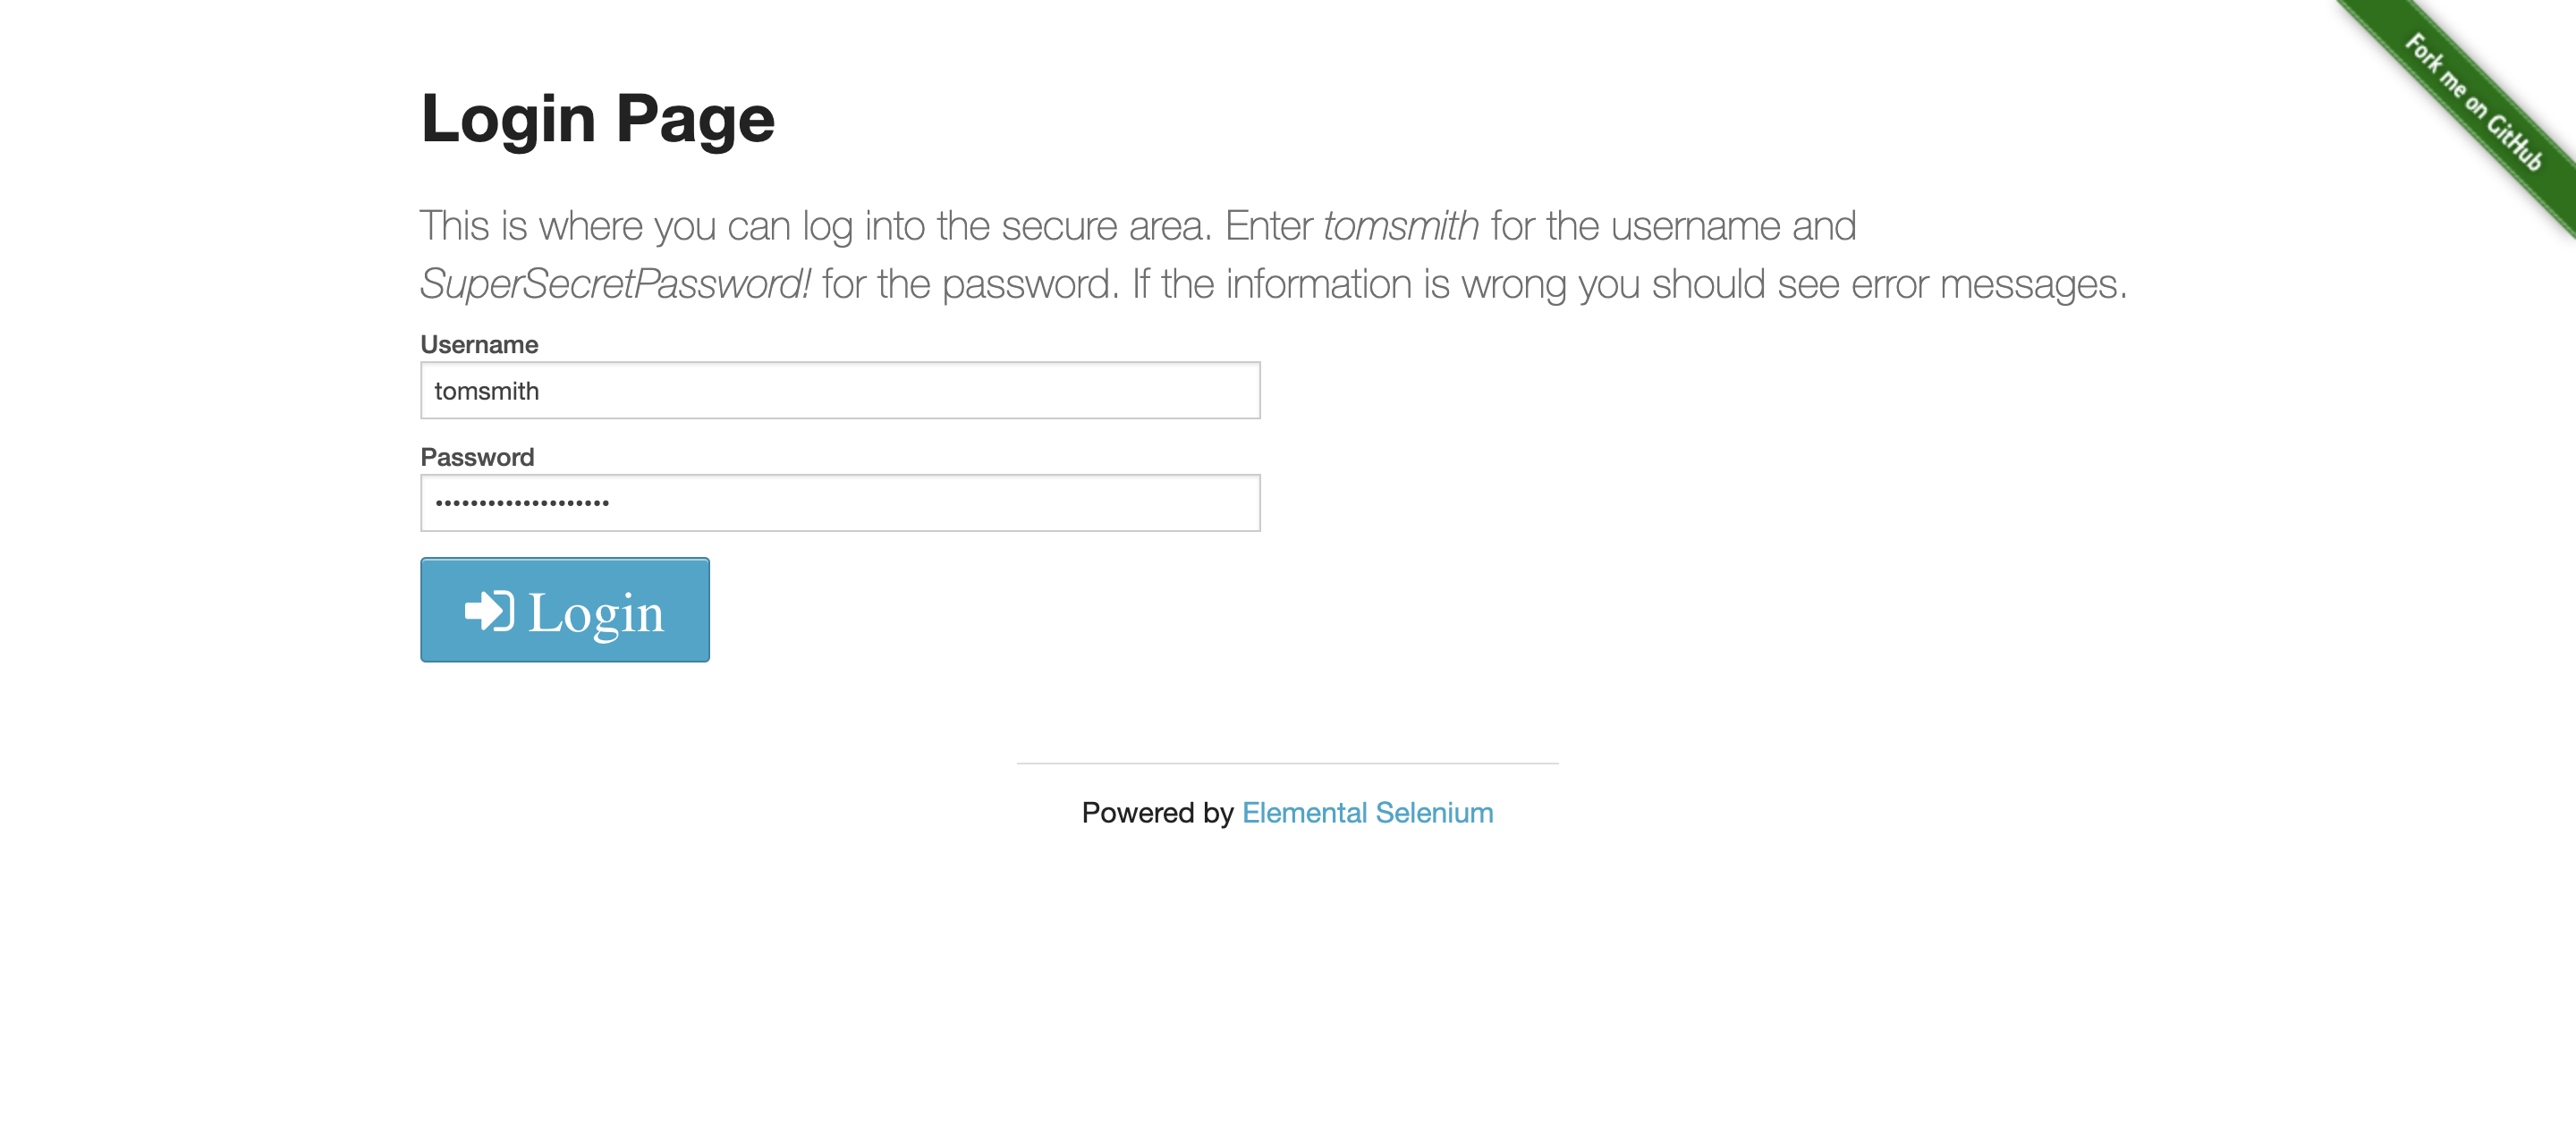 Fork me on GitHub
Login Page
This is where you can log into the secure area. Enter tomsmith for the username and
SuperSecretPassword! for the password. If the information is wrong you should see error messages.
Username
tomsmith
Password
••••••••••••••••••••
Login
Powered by Elemental Selenium